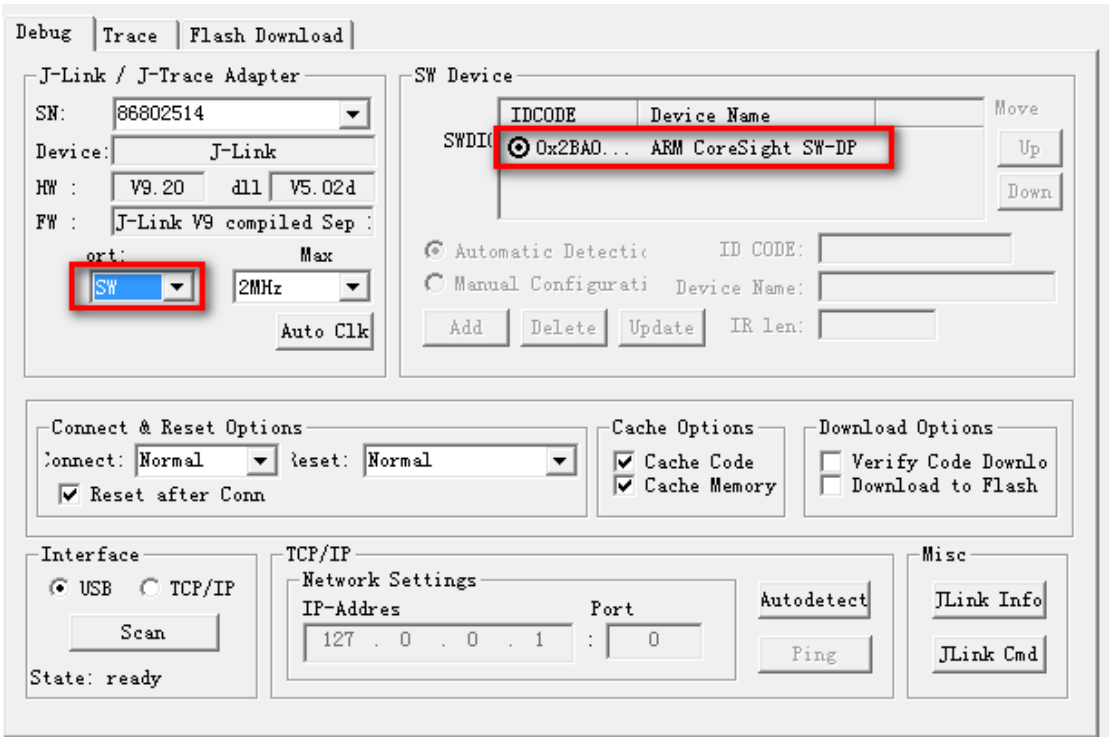 Debug Trace Flash Download
J-Link / J-Trace Adapter
SN: 86802514
Device: J-Link
HW : V9.20 dll V5.02d
FW : J-Link V9 compiled Sep
ort: Max
SW 2MHz
Auto Clk
SW Device
IDCODE Device Name
SWDIO 0x2BA0... ARM CoreSight SW-DP
Move
Up
Down
Automatic Detectic ID CODE:
Manual Configurati Device Name:
Add Delete Update IR len:
Connect & Reset Options
Connect: Normal Reset: Normal
Reset after Conn
Cache Options
Cache Code
Cache Memory
Download Options
Verify Code Downlo
Download to Flash
Interface
USB TCP/IP
Scan
State: ready
TCP/IP
Network Settings
IP-Addres Port
127 . 0 . 0 . 1 : 0
Autodetect
Ping
Misc
JLink Info
JLink Cmd